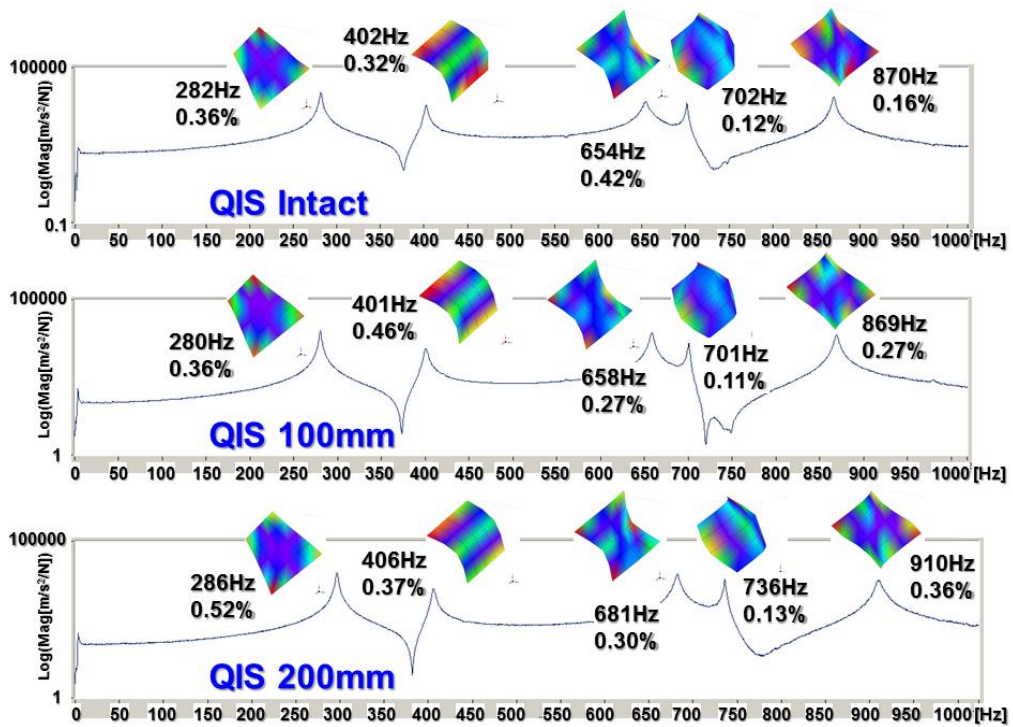 100000
Log(Mag[m/s²/N])
0.1
282Hz
0.36%
402Hz
0.32%
654Hz
0.42%
702Hz
0.12%
870Hz
0.16%
QIS Intact
0 50 100 150 200 250 300 350 400 450 500 550 600 650 700 750 800 850 900 950 1000 [Hz]
100000
Log(Mag[m/s²/N])
1
280Hz
0.36%
401Hz
0.46%
658Hz
0.27%
701Hz
0.11%
869Hz
0.27%
QIS 100mm
0 50 100 150 200 250 300 350 400 450 500 550 600 650 700 750 800 850 900 950 1000 [Hz]
100000
Log(Mag[m/s²/N])
1
286Hz
0.52%
406Hz
0.37%
681Hz
0.30%
736Hz
0.13%
910Hz
0.36%
QIS 200mm
0 50 100 150 200 250 300 350 400 450 500 550 600 650 700 750 800 850 900 950 1000 [Hz]